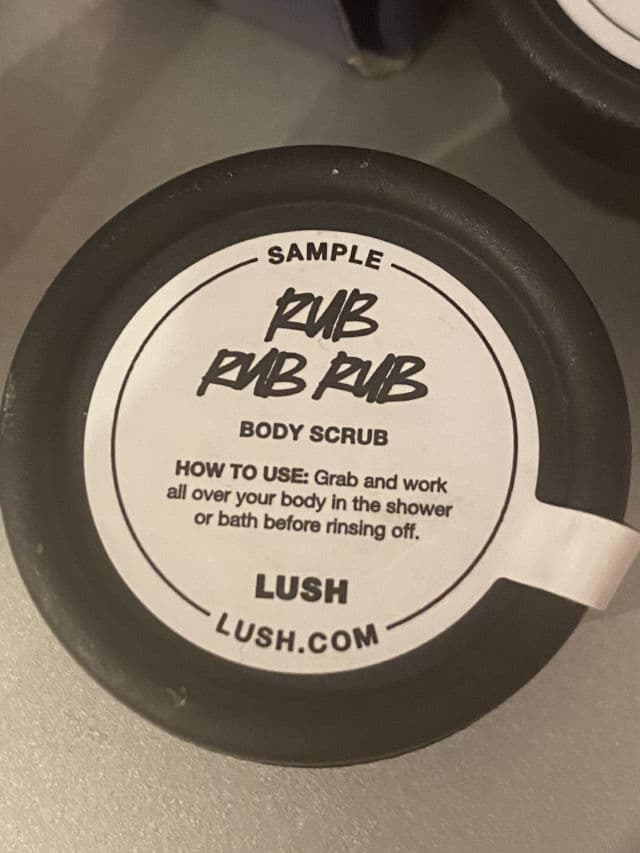 SAMPLE
RUB
RUB RUB
BODY SCRUB
HOW TO USE: Grab and work
all over your body in the shower
or bath before rinsing off.
LUSH
LUSH.COM